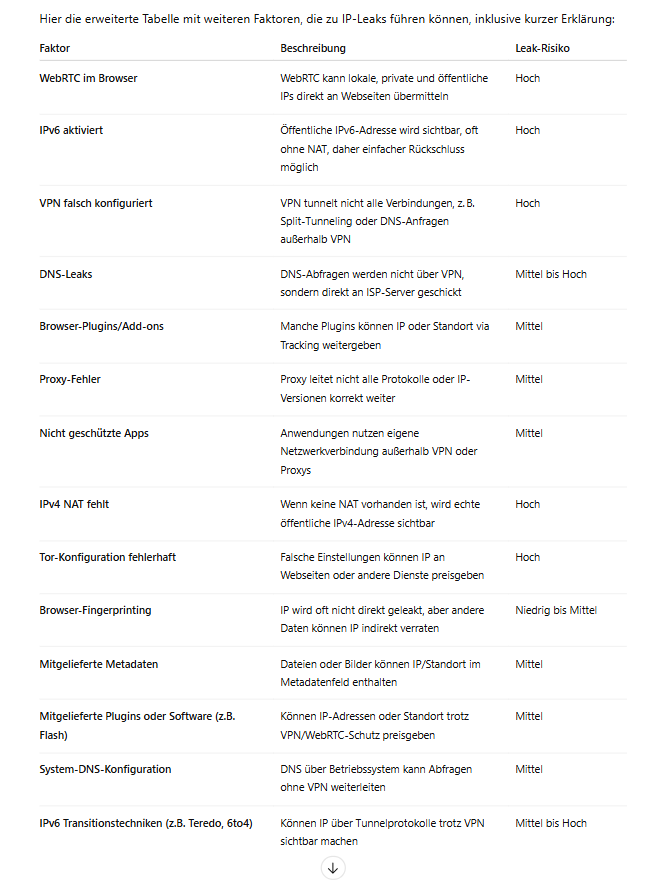 Hier die erweiterte Tabelle mit weiteren Faktoren, die zu IP-Leaks führen können, inklusive kurzer Erklärung:
Faktor Beschreibung Leak-Risiko
WebRTC im Browser WebRTC kann lokale, private und öffentliche Hoch
IPs direkt an Webseiten übermitteln
IPv6 aktiviert Öffentliche IPv6-Adresse wird sichtbar, oft Hoch
ohne NAT, daher einfacher Rückschluss
möglich
VPN falsch konfiguriert VPN tunnelt nicht alle Verbindungen, z. B. Hoch
Split-Tunneling oder DNS-Anfragen
außerhalb VPN
DNS-Leaks DNS-Abfragen werden nicht über VPN, Mittel bis Hoch
sondern direkt an ISP-Server geschickt
Browser-Plugins/Add-ons Manche Plugins können IP oder Standort via Mittel
Tracking weitergeben
Proxy-Fehler Proxy leitet nicht alle Protokolle oder IP- Mittel
Versionen korrekt weiter
Nicht geschützte Apps Anwendungen nutzen eigene Mittel
Netzwerkverbindung außerhalb VPN oder
Proxys
IPv4 NAT fehlt Wenn keine NAT vorhanden ist, wird echte Hoch
öffentliche IPv4-Adresse sichtbar
Tor-Konfiguration fehlerhaft Falsche Einstellungen können IP an Hoch
Webseiten oder andere Dienste preisgeben
Browser-Fingerprinting IP wird oft nicht direkt geleakt, aber andere Niedrig bis Mittel
Daten können IP indirekt verraten
Mitgelieferte Metadaten Dateien oder Bilder können IP/Standort im Mittel
Metadatenfeld enthalten
Mitgelieferte Plugins oder Software (z.B. Können IP-Adressen oder Standort trotz Mittel
Flash) VPN/WebRTC-Schutz preisgeben
System-DNS-Konfiguration DNS über Betriebssystem kann Abfragen Mittel
ohne VPN weiterleiten
IPv6 Transitionstechniken (z.B. Teredo, 6to4) Können IP über Tunnelprotokolle trotz VPN Mittel bis Hoch
sichtbar machen